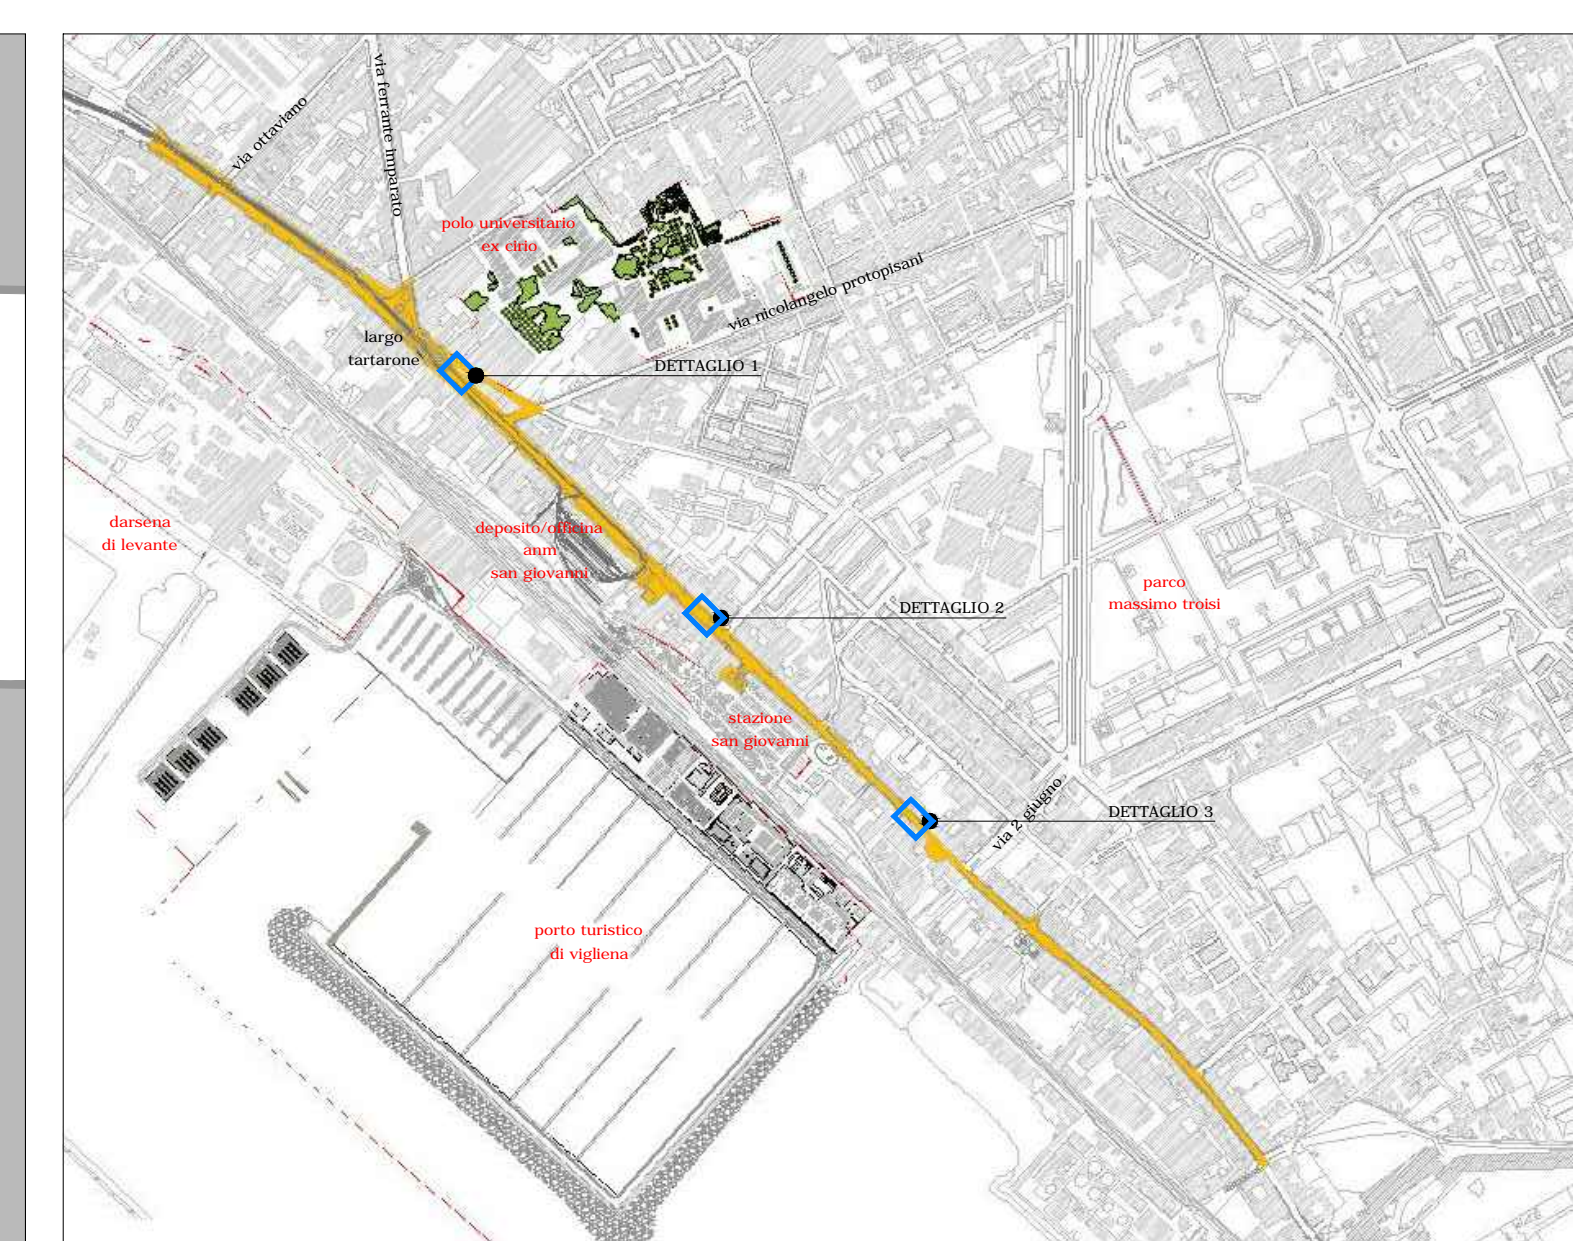 via ottaviano
via ferrante imparato
polo universitario
ex cirio
via nicolangelo protopisani
largo
tartarone
DETTAGLIO 1
darsena
di levante
deposito/officina
anm
san giovanni
DETTAGLIO 2
parco
massimo troisi
stazione
san giovanni
via 2 giugno
DETTAGLIO 3
porto turistico
di vigliena